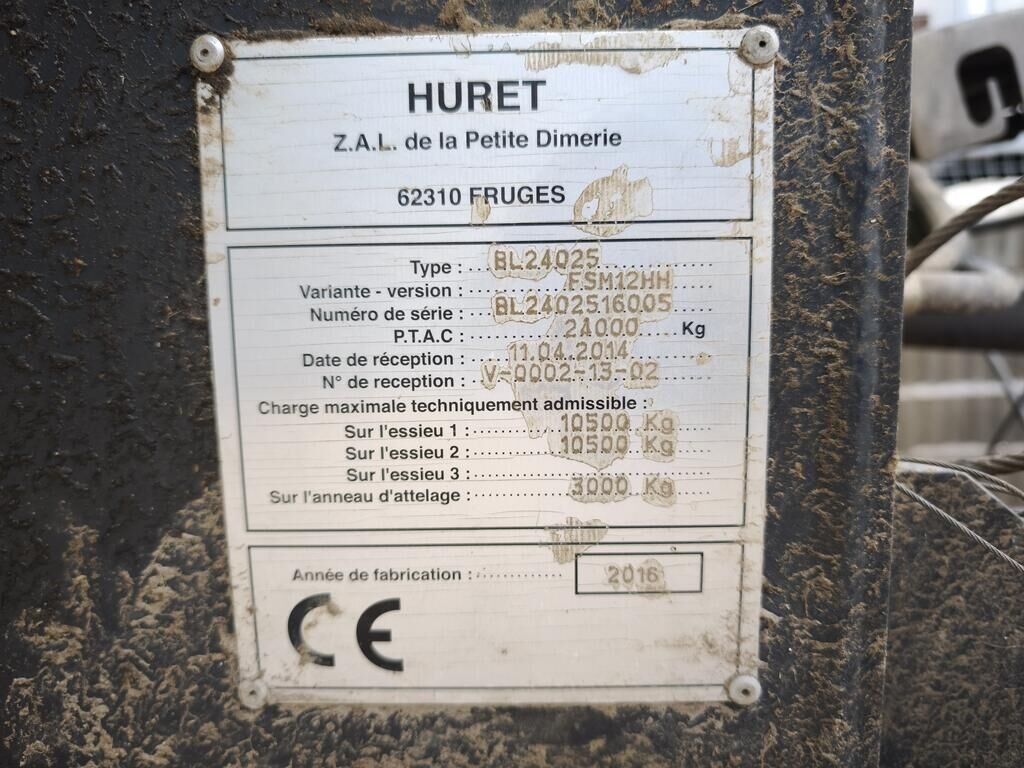 HURET
Z.A.L. de la Petite Dimerie
62310 FRUGES
Type : BL24025
Variante - version : FSM12HH
Numéro de série : BL2402516005
P.T.A.C : 24000 Kg
Date de réception : 11.04.2014
N° de reception : V-0002-13-02
Charge maximale techniquement admissible :
Sur l'essieu 1 : 10500 Kg
Sur l'essieu 2 : 10500 Kg
Sur l'essieu 3 :
Sur l'anneau d'attelage : 3000 Kg
Année de fabrication : 2016
CE